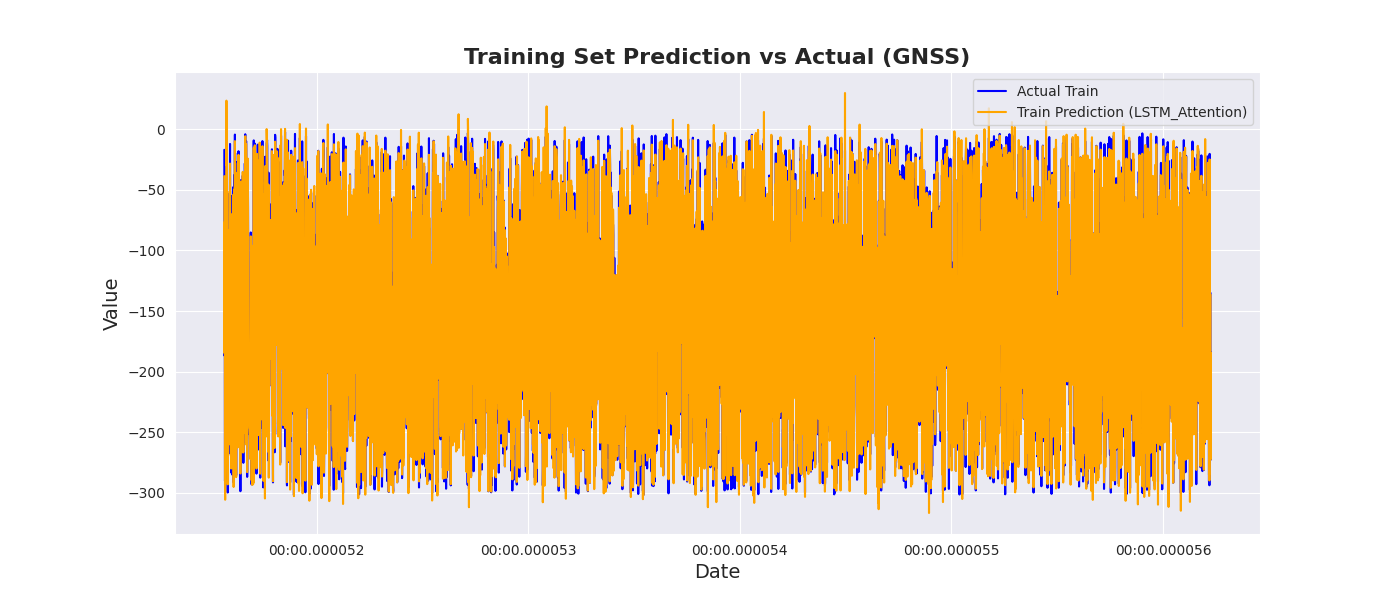 Training Set Prediction vs Actual (GNSS)
Actual Train
Train Prediction (LSTM_Attention)
Value
0
−50
−100
−150
−200
−250
−300
00:00.000052
00:00.000053
00:00.000054
00:00.000055
00:00.000056
Date